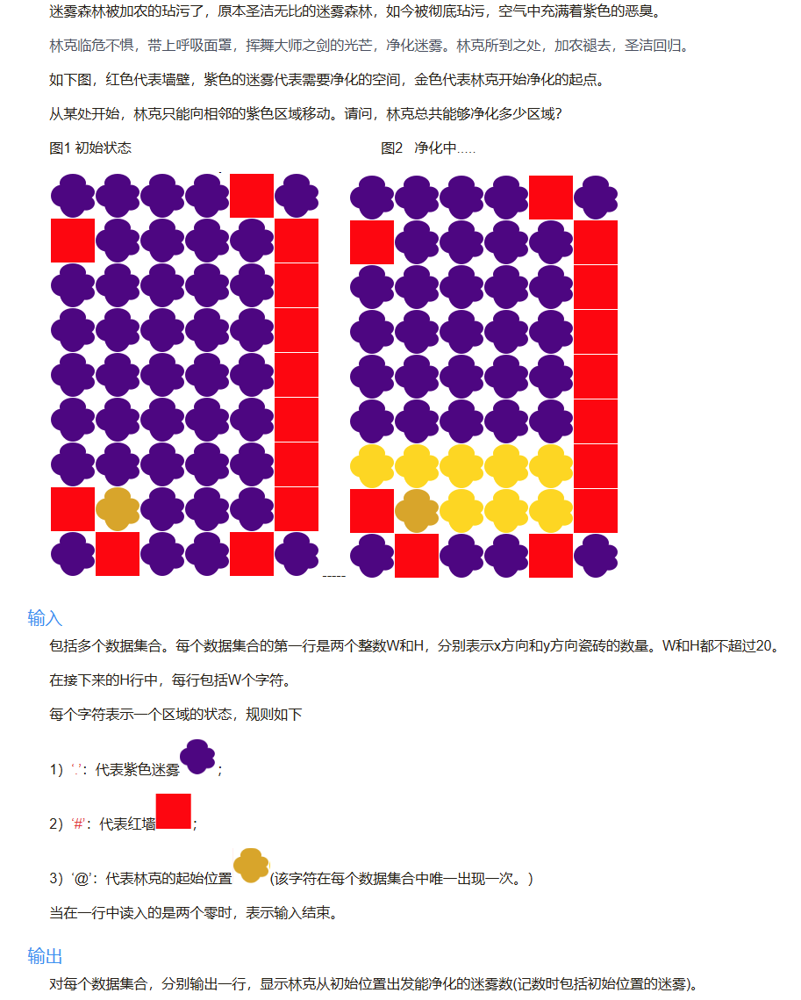 迷雾森林被加农的玷污了，原本圣洁无比的迷雾森林，如今被彻底玷污，空气中充满着紫色的恶臭。
林克临危不惧，带上呼吸面罩，挥舞大师之剑的光芒，净化迷雾。林克所到之处，加农褪去，圣洁回归。
如下图，红色代表墙壁，紫色的迷雾代表需要净化的空间，金色代表林克开始净化的起点。
从某处开始，林克只能向相邻的紫色区域移动。请问，林克总共能够净化多少区域？
图1 初始状态 图2 净化中.....
-----
输入
包括多个数据集合。每个数据集合的第一行是两个整数W和H，分别表示x方向和y方向瓷砖的数量。W和H都不超过20。
在接下来的H行中，每行包括W个字符。
每个字符表示一个区域的状态，规则如下
1）‘.’：代表紫色迷雾；
2）‘#’：代表红墙；
3）‘@’：代表林克的起始位置(该字符在每个数据集合中唯一出现一次。）
当在一行中读入的是两个零时，表示输入结束。
输出
对每个数据集合，分别输出一行，显示林克从初始位置出发能净化的迷雾数(记数时包括初始位置的迷雾)。